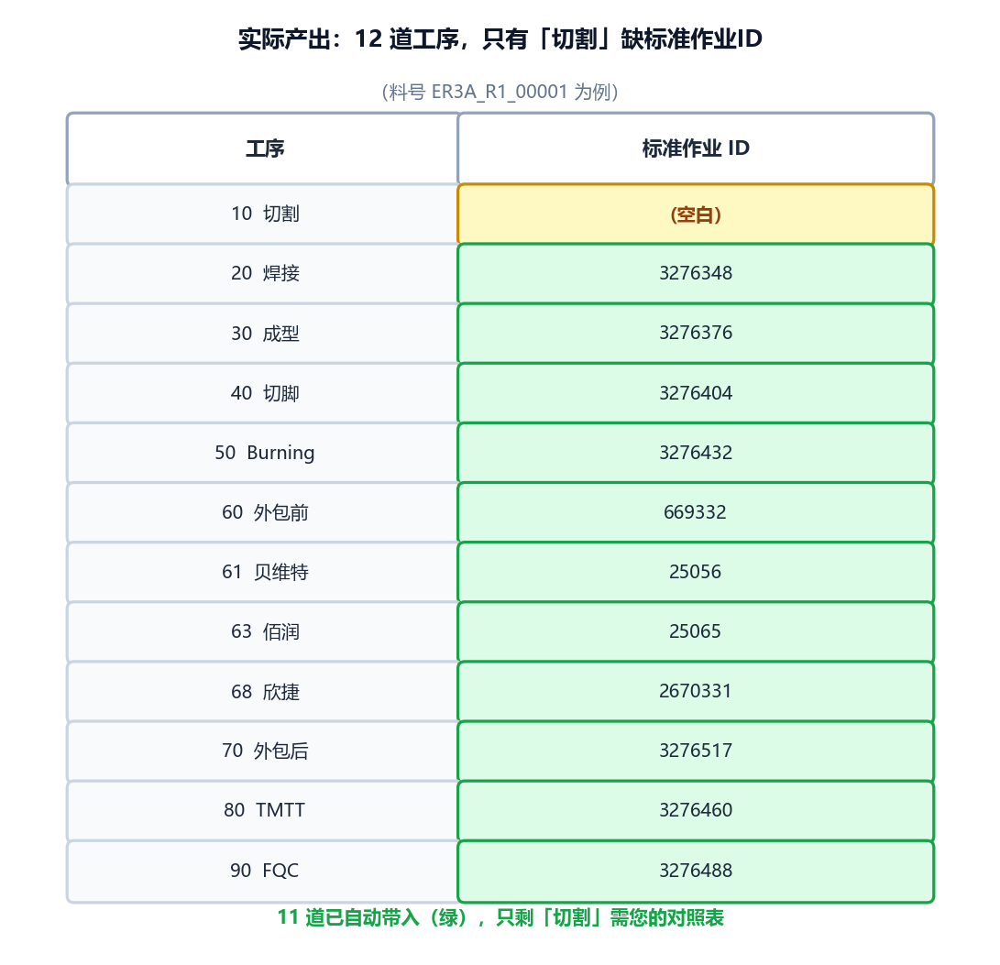 实际产出：12 道工序，只有「切割」缺标准作业ID
（料号 ER3A_R1_00001 为例）
工序 标准作业 ID
10 切割 （空白）
20 焊接 3276348
30 成型 3276376
40 切脚 3276404
50 Burning 3276432
60 外包前 669332
61 贝维特 25056
63 佰润 25065
68 欣捷 2670331
70 外包后 3276517
80 TMTT 3276460
90 FQC 3276488
11 道已自动带入（绿），只剩「切割」需您的对照表